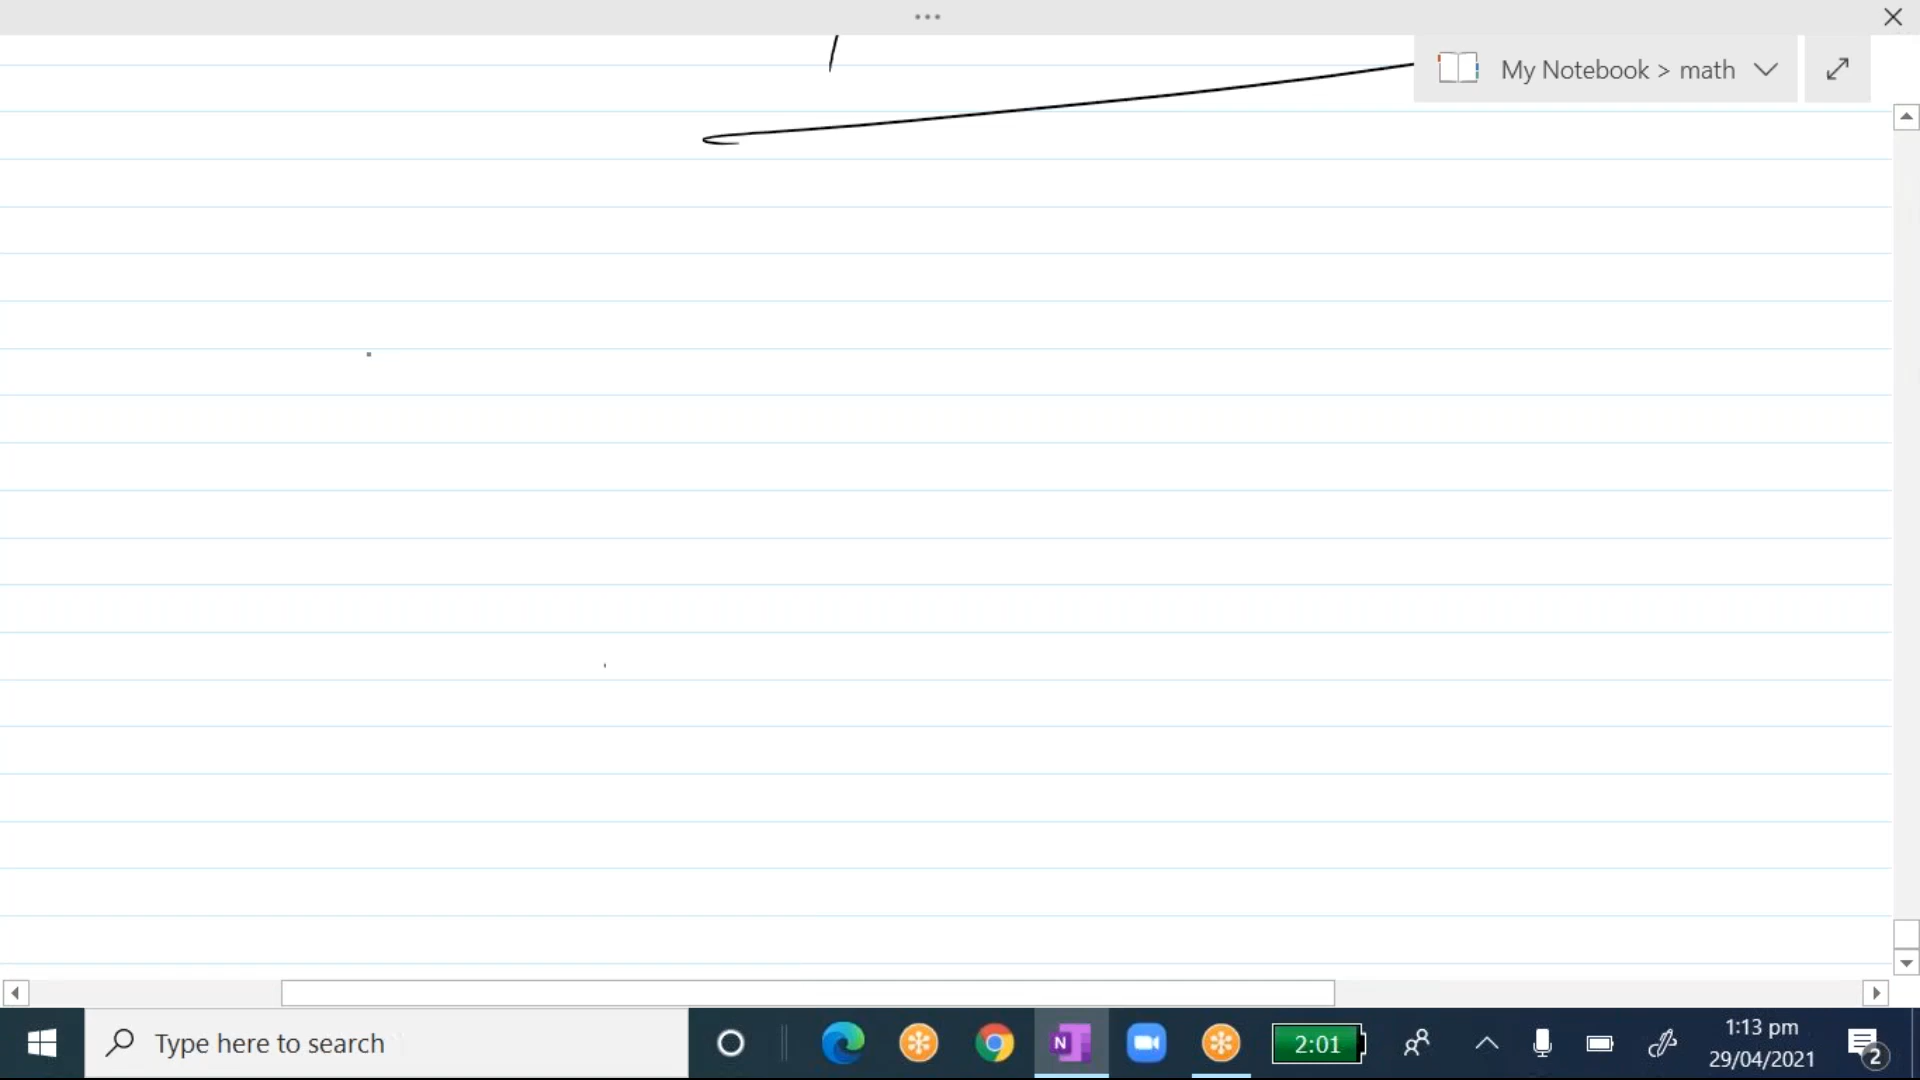 My Notebook > math
Type here to search
N
2:01
1:13 pm
29/04/2021
2